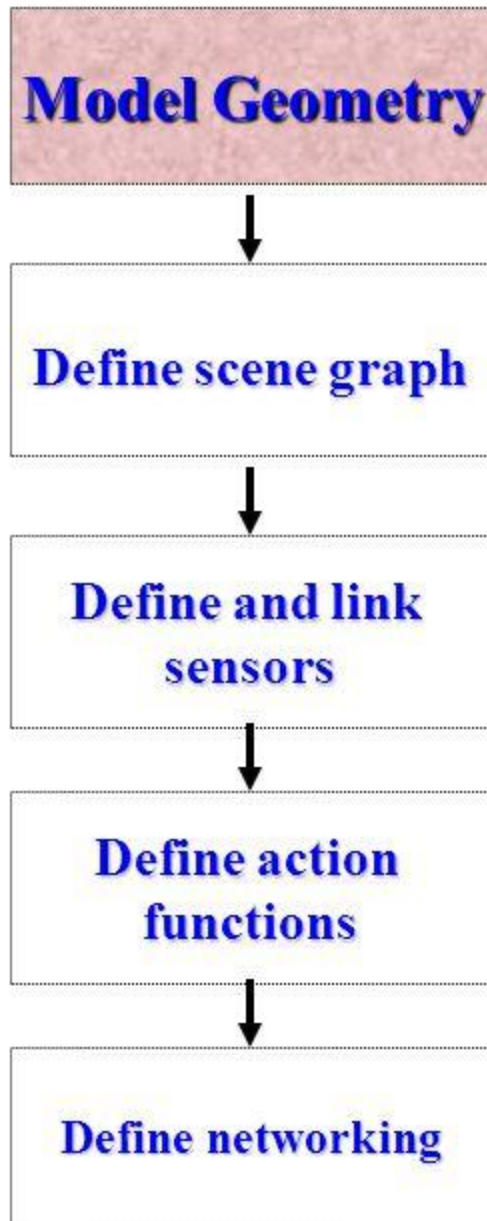 Model Geometry
Define scene graph
Define and link
sensors
Define action
functions
Define networking